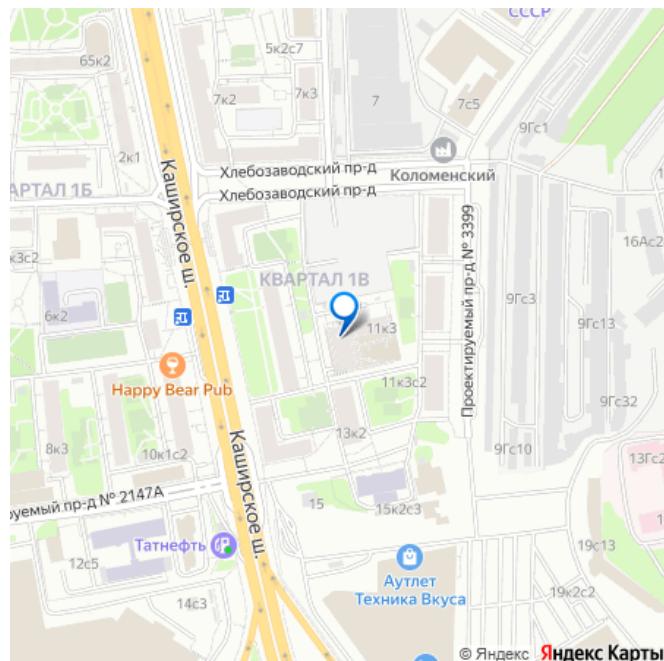 СССР
65к2
5к2с7
7к2
7к3
7
7с5
9Гс1
2к1
Хлебозаводский пр-д
Коломенский
Хлебозаводский пр-д
АРТАЛ 1Б
Каширское ш.
Проектируемый пр-д № 3399
16Ас2
к3с2
КВАРТАЛ 1В
9Гс3
9Гс13
6к2
11к3
Happy Bear Pub
11к3с2
9Гс32
8к3
10к1с2
13к2
9Гс10
13Гс2
Каширское ш.
руемый пр-д № 2147А
15
15к2с3
Татнефть
12с5
19с13
Аутлет
Техника Вкуса
14с3
19к2с2
© Яндекс Яндекс Карты